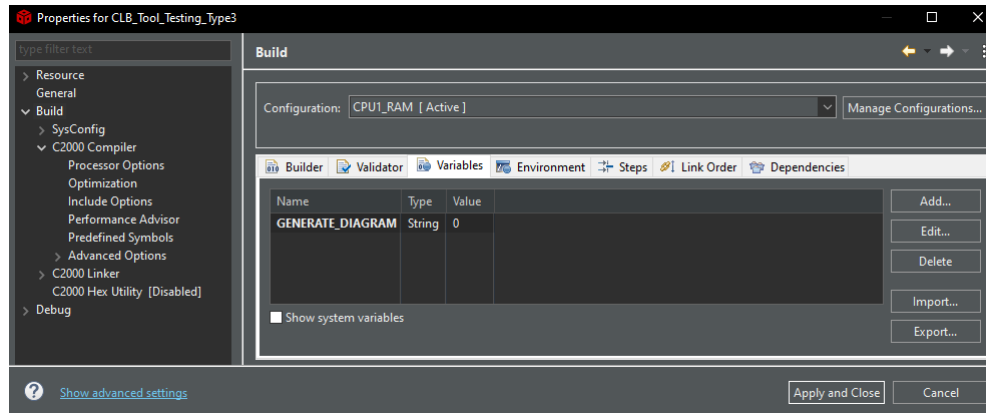 Properties for CLB_Tool_Testing_Type3
type filter text
Resource
General
Build
SysConfig
C2000 Compiler
Processor Options
Optimization
Include Options
Performance Advisor
Predefined Symbols
Advanced Options
C2000 Linker
C2000 Hex Utility [Disabled]
Debug
Build
Configuration: CPU1_RAM [ Active ] Manage Configurations...
Builder Validator Variables Environment Steps Link Order Dependencies
Name Type Value
GENERATE_DIAGRAM String 0
Show system variables
Add...
Edit...
Delete
Import...
Export...
Show advanced settings
Apply and Close Cancel